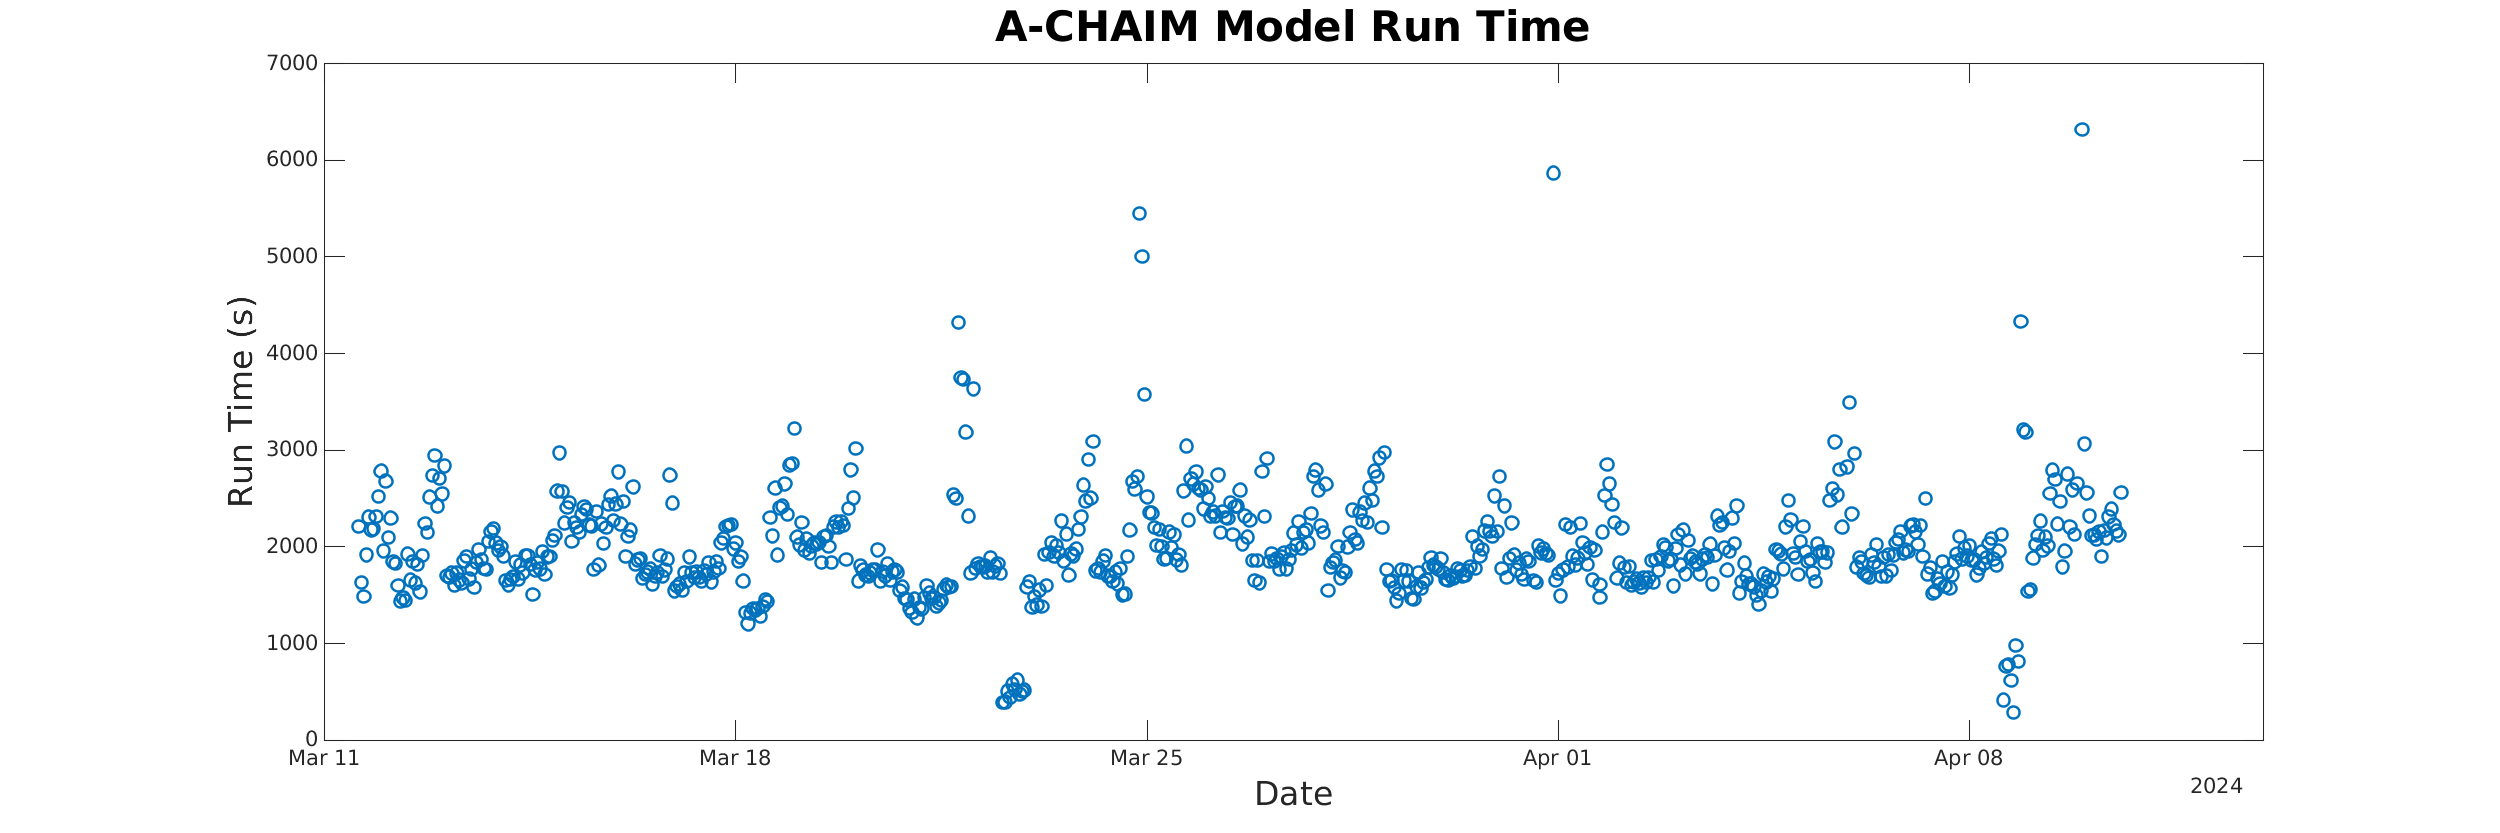 A-CHAIM Model Run Time
7000
6000
5000
4000
3000
2000
1000
0
Run Time (s)
Mar 11
Mar 18
Mar 25
Apr 01
Apr 08
2024
Date